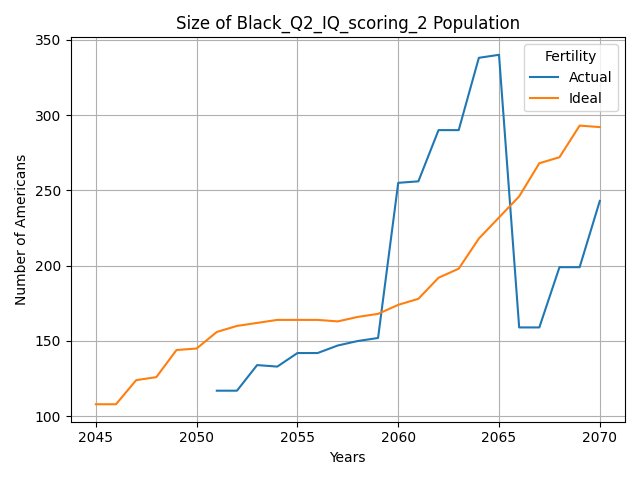 Size of Black_Q2_IQ_scoring_2 Population
Number of Americans
350
300
250
200
150
100
Fertility
Actual
Ideal
2045 2050 2055 2060 2065 2070
Years